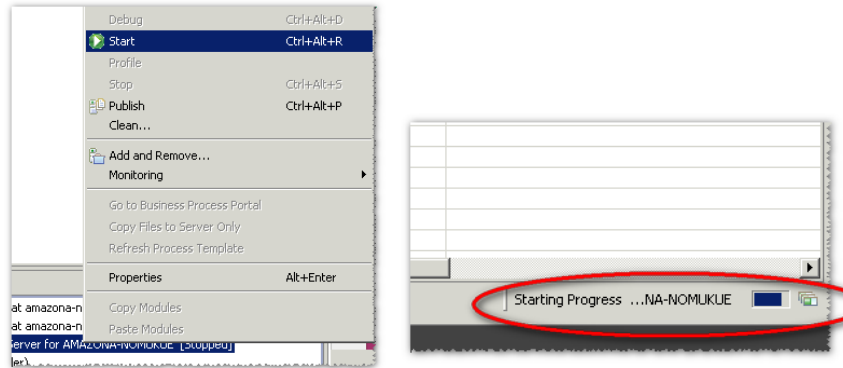 Debug Ctrl+Alt+D
Start Ctrl+Alt+R
Profile
Stop Ctrl+Alt+S
Publish Ctrl+Alt+P
Clean...
Add and Remove...
Monitoring
Go to Business Process Portal
Copy Files to Server Only
Refresh Process Template
Properties Alt+Enter
Copy Modules
Paste Modules
at amazona-n
at amazona-n
Server for AMAZONA-NOMUKUE [Stopped]
Starting Progress ...NA-NOMUKUE